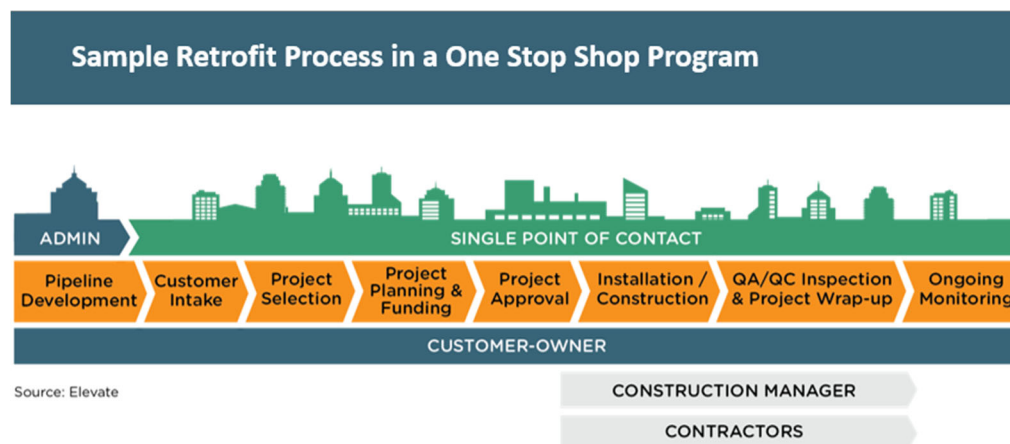 Sample Retrofit Process in a One Stop Shop Program
ADMIN
SINGLE POINT OF CONTACT
Pipeline
Development
Customer
Intake
Project
Selection
Project
Planning &
Funding
Project
Approval
Installation /
Construction
QA/QC Inspection
& Project Wrap-up
Ongoing
Monitoring
CUSTOMER-OWNER
Source: Elevate
CONSTRUCTION MANAGER
CONTRACTORS